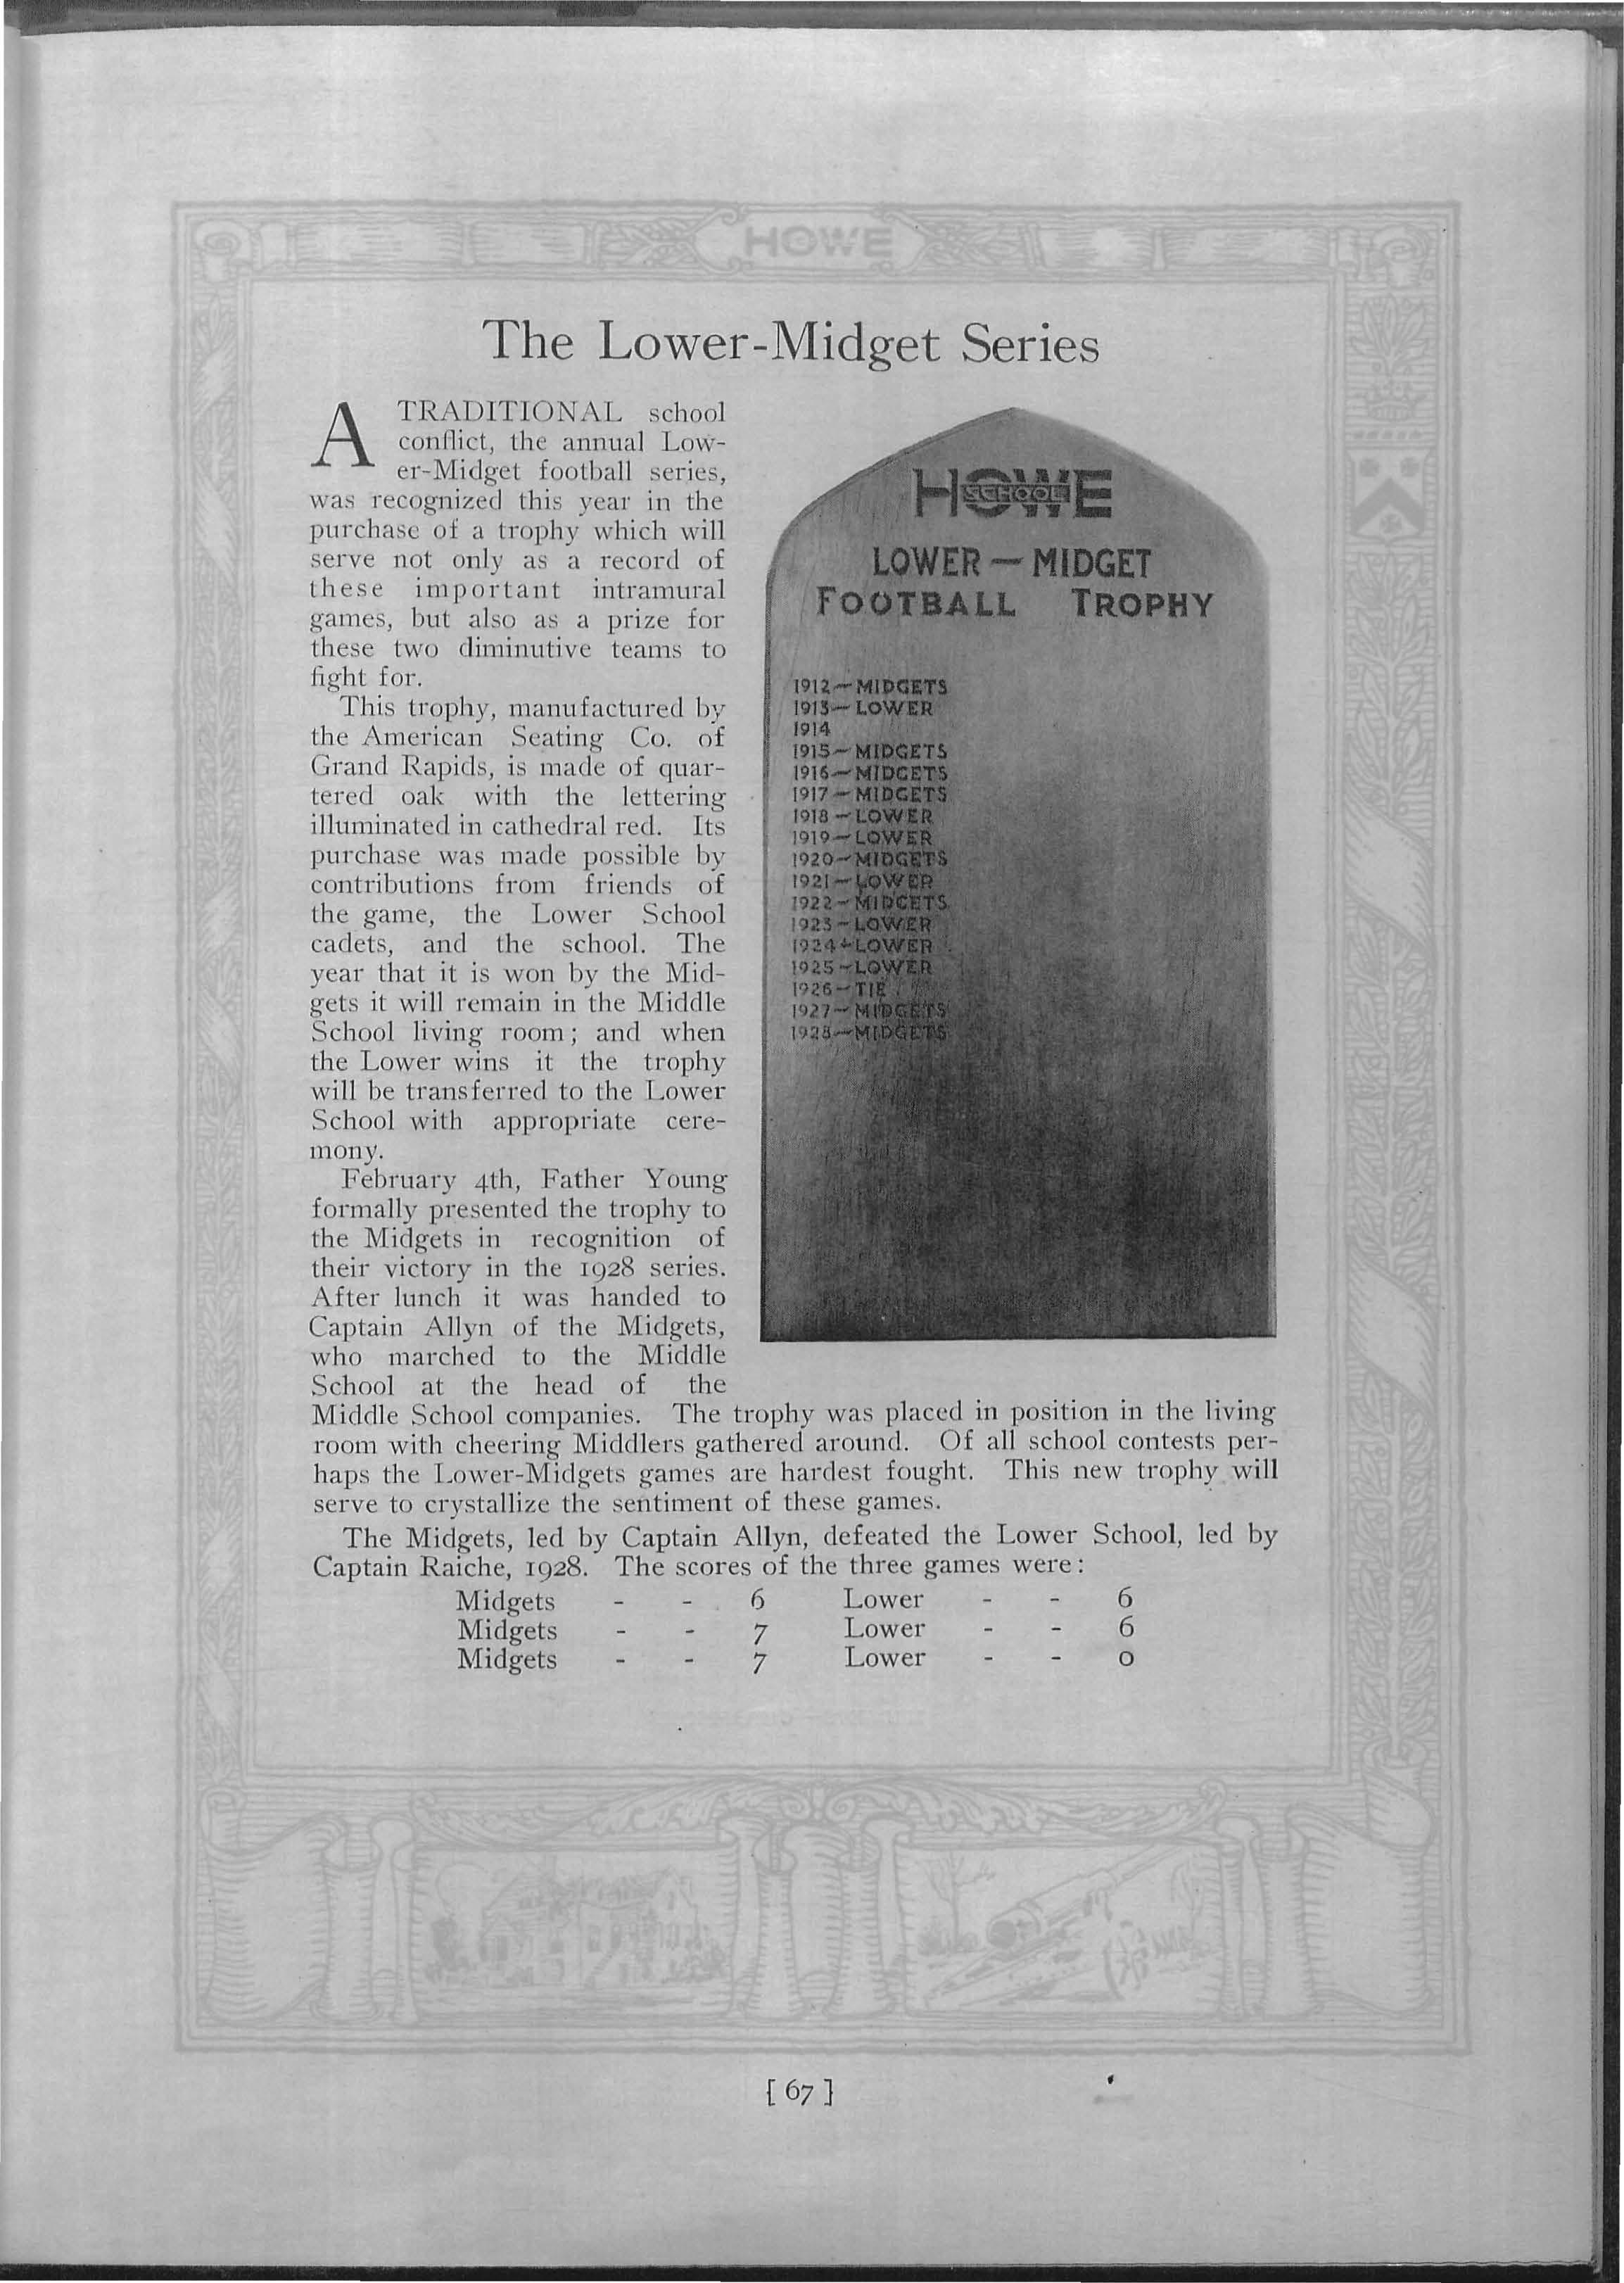 HOWE
The Lower-Midget Series
A TRADITIONAL school
conflict, the annual Low-
er-Midget football series,
was recognized this year in the
purchase of a trophy which will
serve not only as a record of
these important intramural
games, but also as a prize for
these two diminutive teams to
fight for.
This trophy, manufactured by
the American Seating Co. of
Grand Rapids, is made of quar-
tered oak with the lettering
illuminated in cathedral red. Its
purchase was made possible by
contributions from friends of
the game, the Lower School
cadets, and the school. The
year that it is won by the Mid-
gets it will remain in the Middle
School living room; and when
the Lower wins it the trophy
will be transferred to the Lower
School with appropriate cere-
mony.
February 4th, Father Young
formally presented the trophy to
the Midgets in recognition of
their victory in the 1928 series.
After lunch it was handed to
Captain Allyn of the Midgets,
who marched to the Middle
School at the head of the
Middle School companies. The trophy was placed in position in the living
room with cheering Middlers gathered around. Of all school contests per-
haps the Lower-Midgets games are hardest fought. This new trophy will
serve to crystallize the sentiment of these games.
The Midgets, led by Captain Allyn, defeated the Lower School, led by
Captain Raiche, 1928. The scores of the three games were:
Midgets - - 6 Lower - - 6
Midgets - - 7 Lower - - 6
Midgets - - 7 Lower - - 0
HOWE
SCHOOL
LOWER — MIDGET
FOOTBALL TROPHY
1912—MIDGETS
1913—LOWER
1914
1915—MIDGETS
1916—MIDGETS
1917—MIDGETS
1918—LOWER
1919—LOWER
1920—MIDGETS
1921—LOWER
1922—MIDGETS
1923—LOWER
1924—LOWER
1925—LOWER
1926—TIE
1927—MIDGETS
1928—MIDGETS
[67]